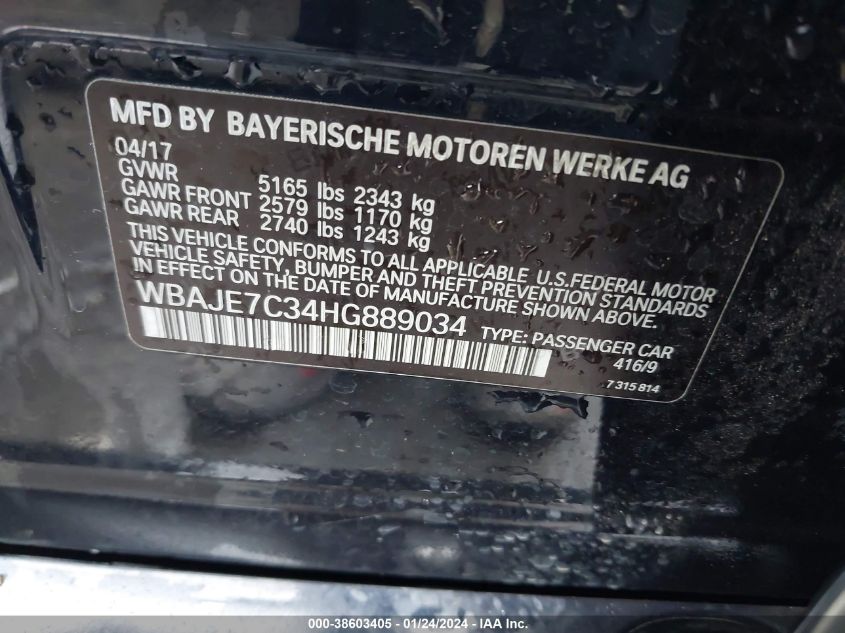 MFD BY BAYERISCHE MOTOREN WERKE AG
04/17
GVWR 5165 lbs 2343 kg
GAWR FRONT 2579 lbs 1170 kg
GAWR REAR 2740 lbs 1243 kg
THIS VEHICLE CONFORMS TO ALL APPLICABLE U.S.FEDERAL MOTOR
VEHICLE SAFETY, BUMPER AND THEFT PREVENTION STANDARDS
IN EFFECT ON THE DATE OF MANUFACTURE SHOWN ABOVE.
WBAJE7C34HG889034 TYPE: PASSENGER CAR
416/9
7 315 814
000-38603405 - 01/24/2024 - IAA Inc.